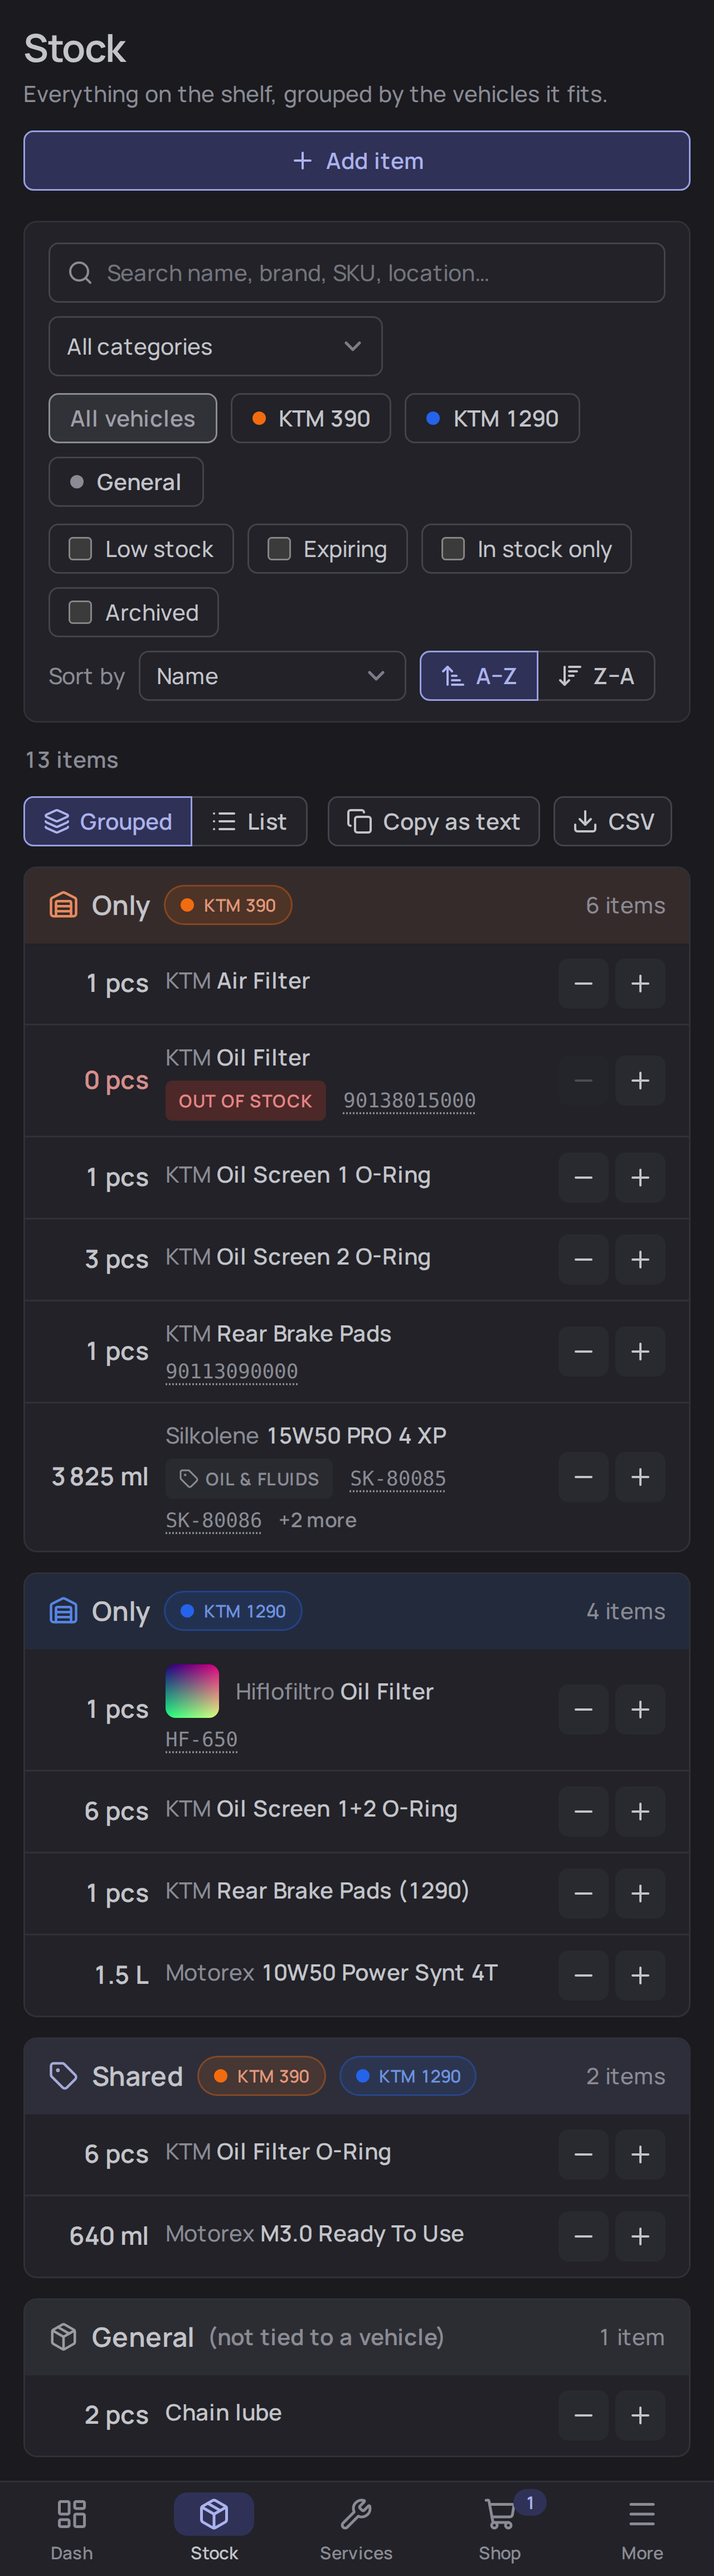 Stock
Everything on the shelf, grouped by the vehicles it fits.
+ Add item
Search name, brand, SKU, location…
All categories
All vehicles KTM 390 KTM 1290
General
Low stock Expiring In stock only
Archived
Sort by Name A–Z Z–A
13 items
Grouped List Copy as text CSV
Only KTM 390 6 items
1 pcs KTM Air Filter − +
KTM Oil Filter
0 pcs − +
OUT OF STOCK 90138015000
1 pcs KTM Oil Screen 1 O-Ring − +
3 pcs KTM Oil Screen 2 O-Ring − +
KTM Rear Brake Pads
1 pcs − +
90113090000
Silkolene 15W50 PRO 4 XP
3 825 ml OIL & FLUIDS SK-80085 − +
SK-80086 +2 more
Only KTM 1290 4 items
1 pcs Hiflofiltro Oil Filter − +
HF-650
6 pcs KTM Oil Screen 1+2 O-Ring − +
1 pcs KTM Rear Brake Pads (1290) − +
1.5 L Motorex 10W50 Power Synt 4T − +
Shared KTM 390 KTM 1290 2 items
6 pcs KTM Oil Filter O-Ring − +
640 ml Motorex M3.0 Ready To Use − +
General (not tied to a vehicle) 1 item
2 pcs Chain lube − +
1
Dash Stock Services Shop More